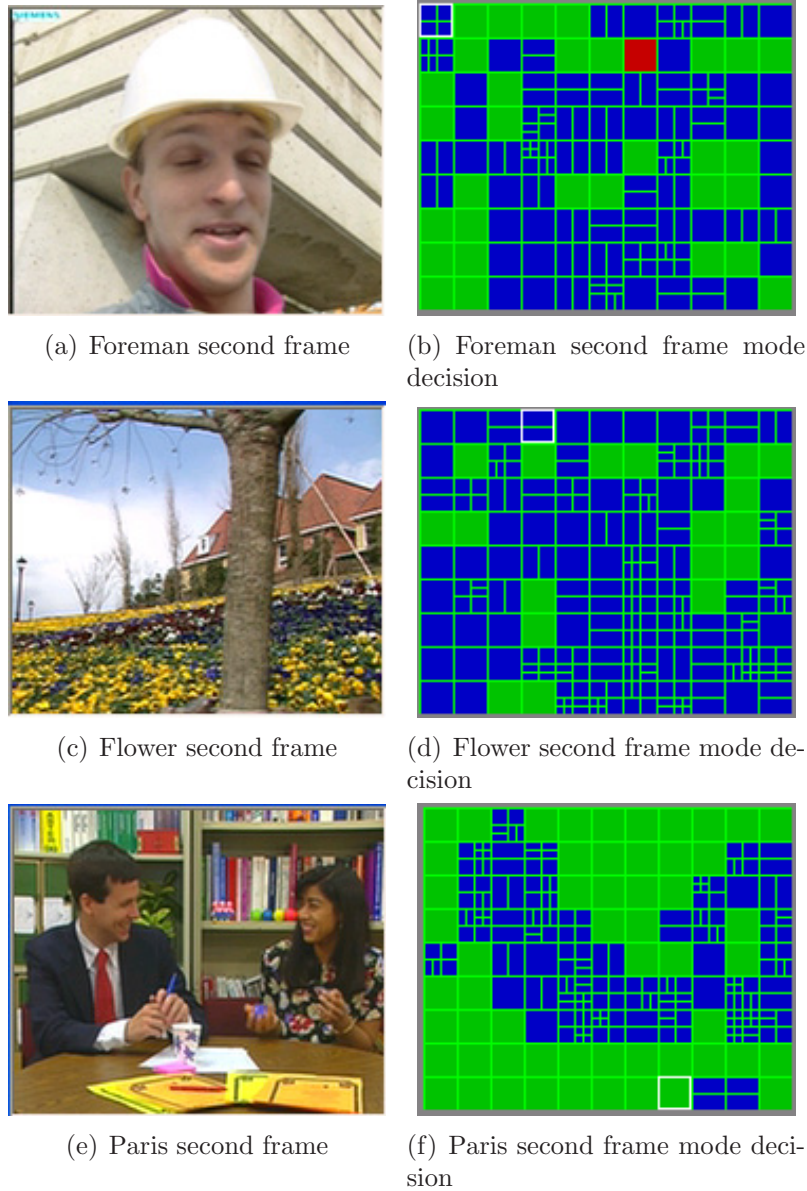 SIEMENS
(a) Foreman second frame
(b) Foreman second frame mode
decision
(c) Flower second frame
(d) Flower second frame mode de-
cision
(e) Paris second frame
(f) Paris second frame mode deci-
sion